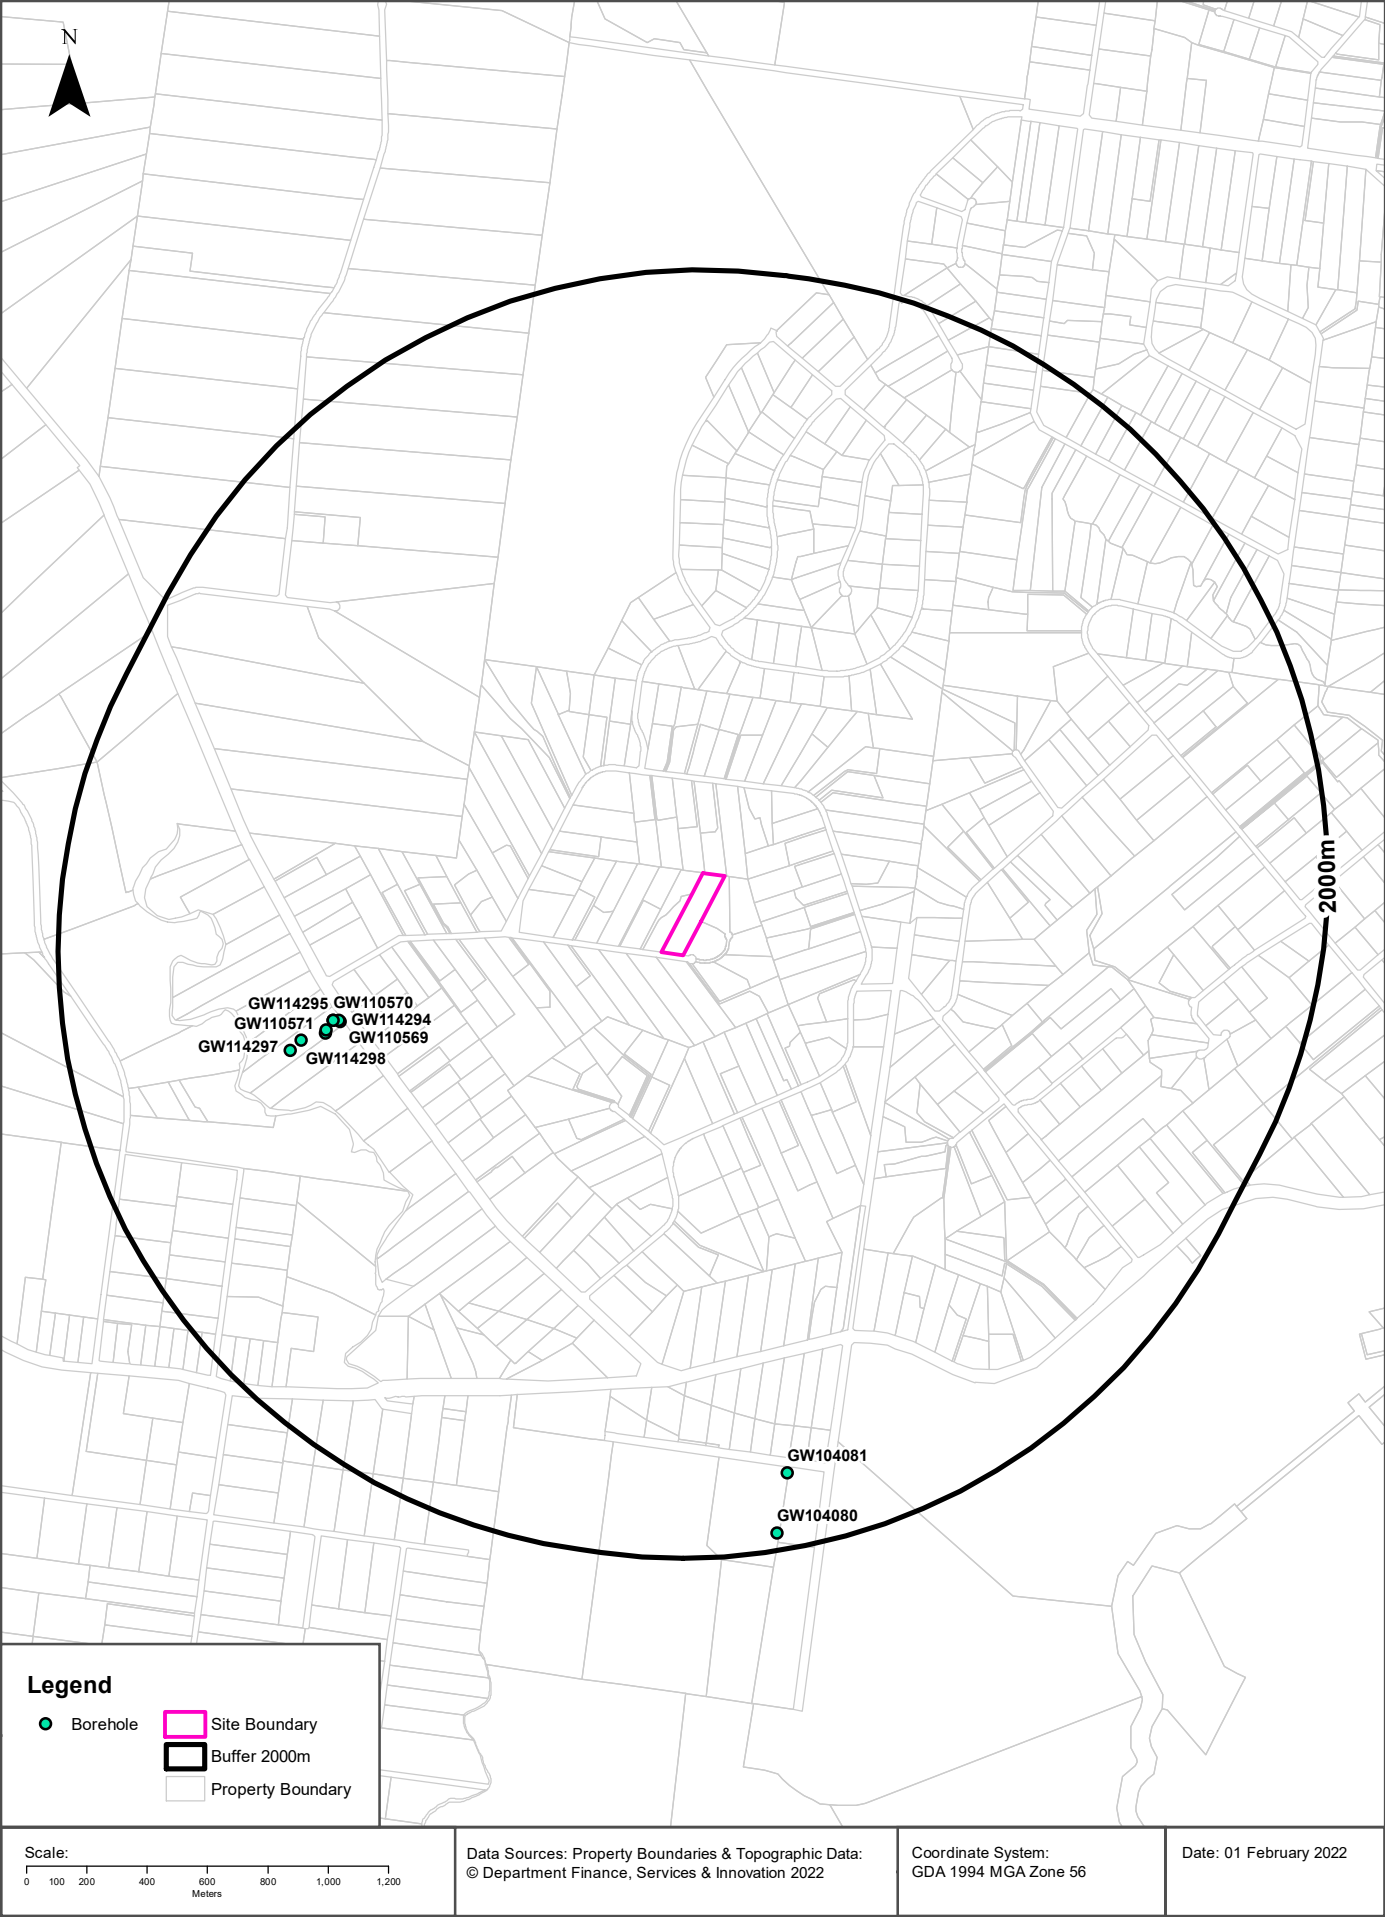 N
2000m
GW114295 GW110570
GW110571 GW114294
GW114297 GW110569
GW114298
GW104081
GW104080
Legend
Borehole
Site Boundary
Buffer 2000m
Property Boundary
Scale:
0 100 200 400 600 800 1,000 1,200
Meters
Data Sources: Property Boundaries & Topographic Data:
© Department Finance, Services & Innovation 2022
Coordinate System:
GDA 1994 MGA Zone 56
Date: 01 February 2022